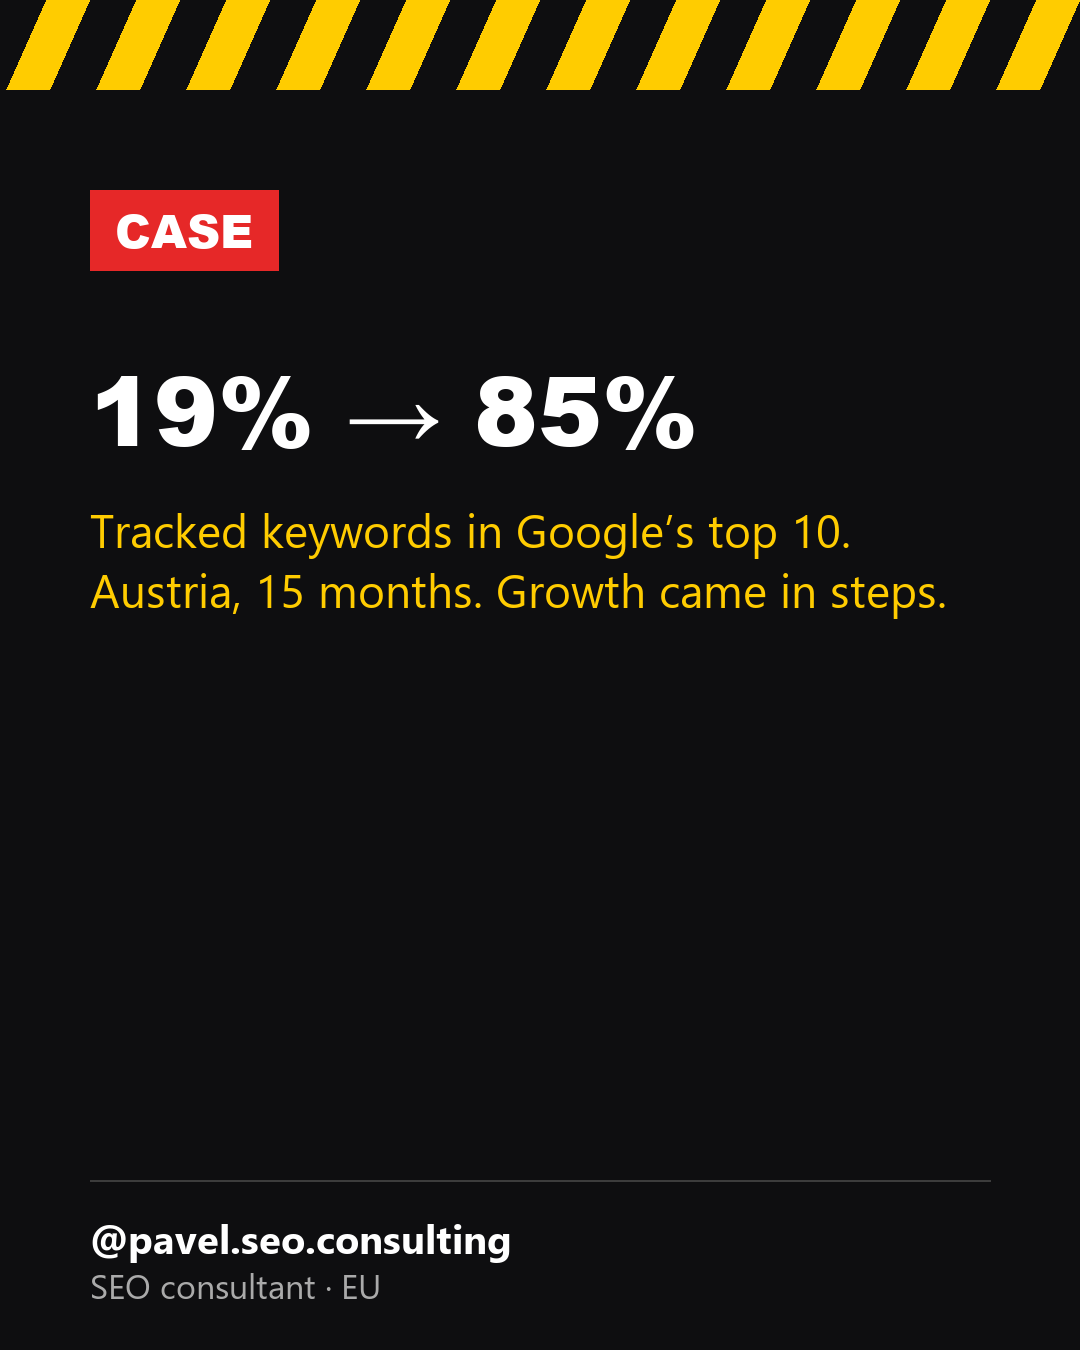 CASE
19% → 85%
Tracked keywords in Google’s top 10.
Austria, 15 months. Growth came in steps.
@pavel.seo.consulting
SEO consultant · EU